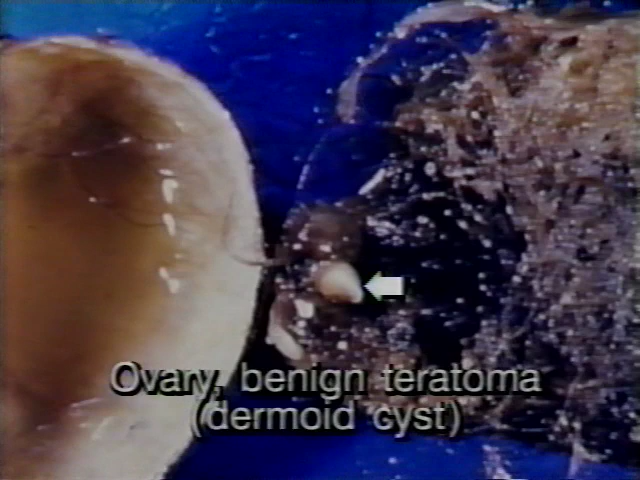 Ovary, benign teratoma
(dermoid cyst)